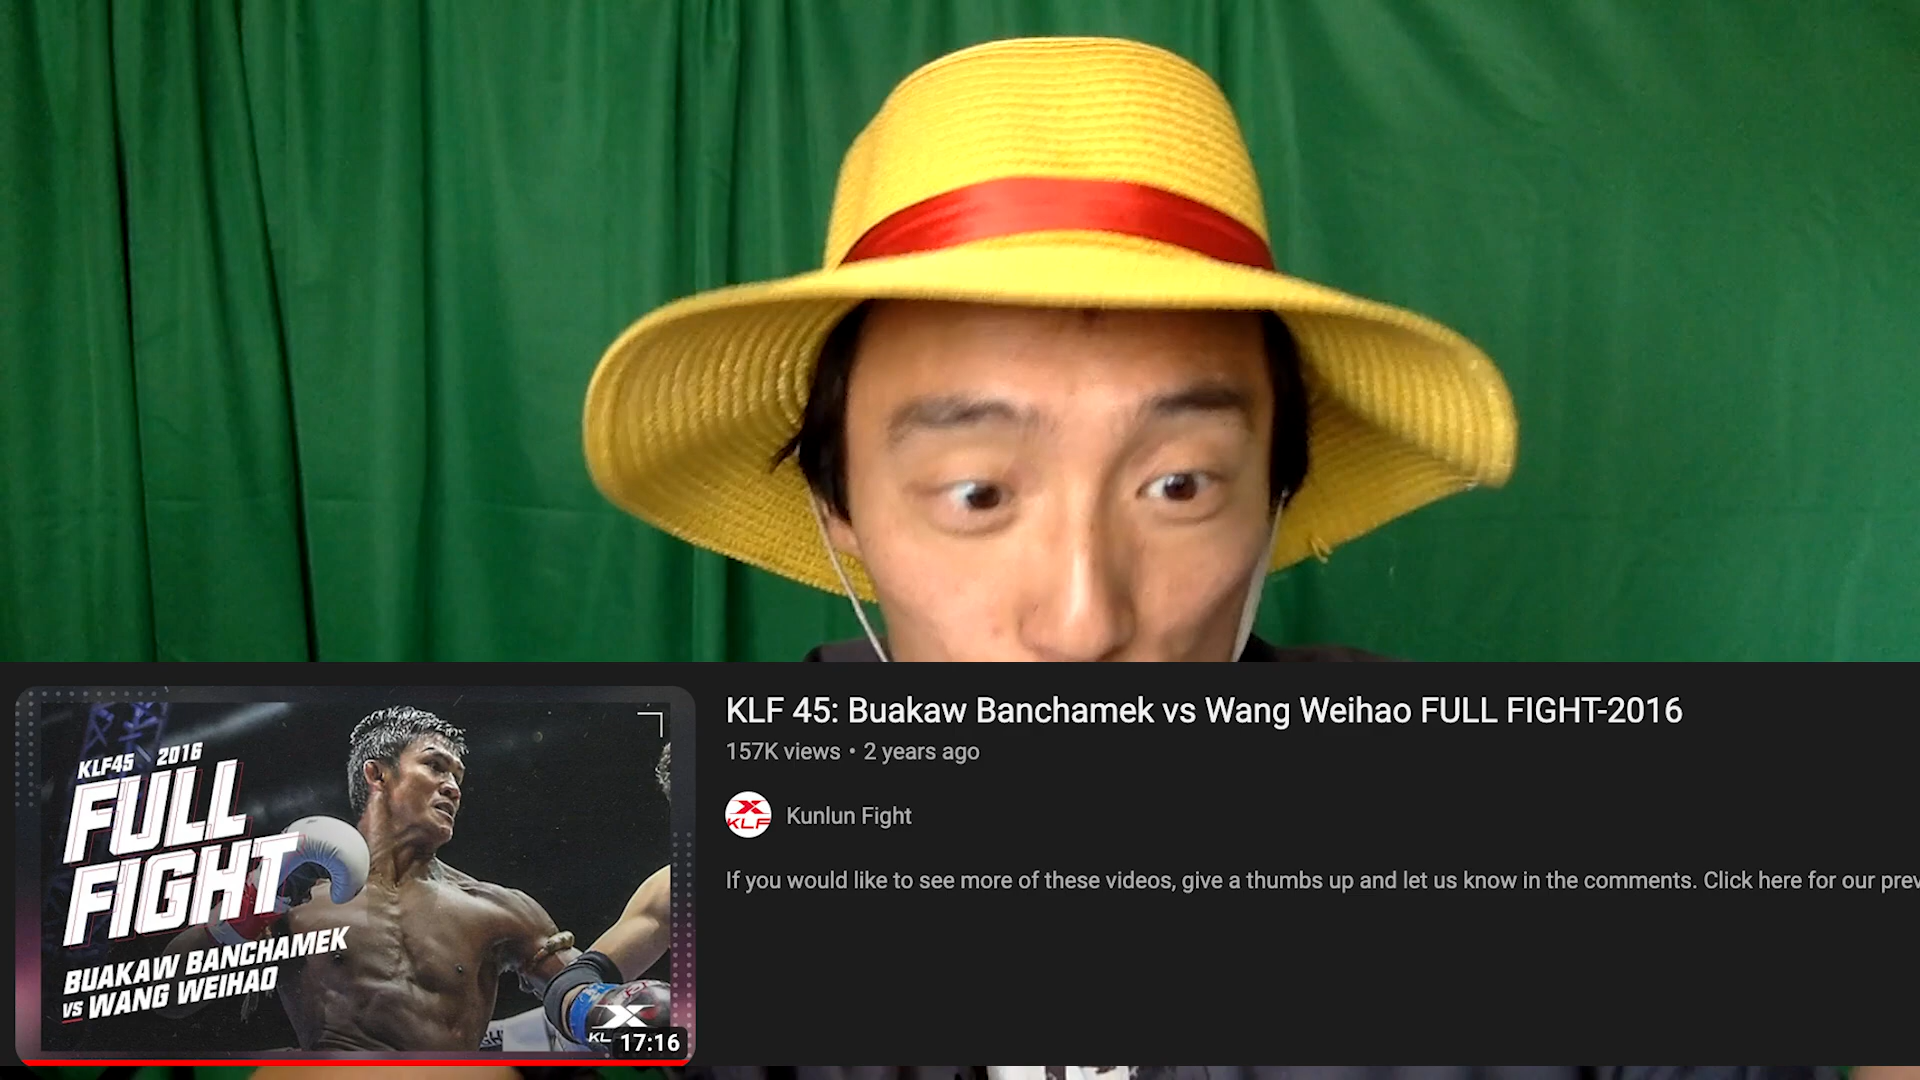 KLF 45: Buakaw Banchamek vs Wang Weihao FULL FIGHT-2016
157K views • 2 years ago
KLF
Kunlun Fight
If you would like to see more of these videos, give a thumbs up and let us know in the comments. Click here for our prev
KLF45 \ 2016
FULL
FIGHT
BUAKAW BANCHAMEK
VS WANG WEIHAO
KL
17:16